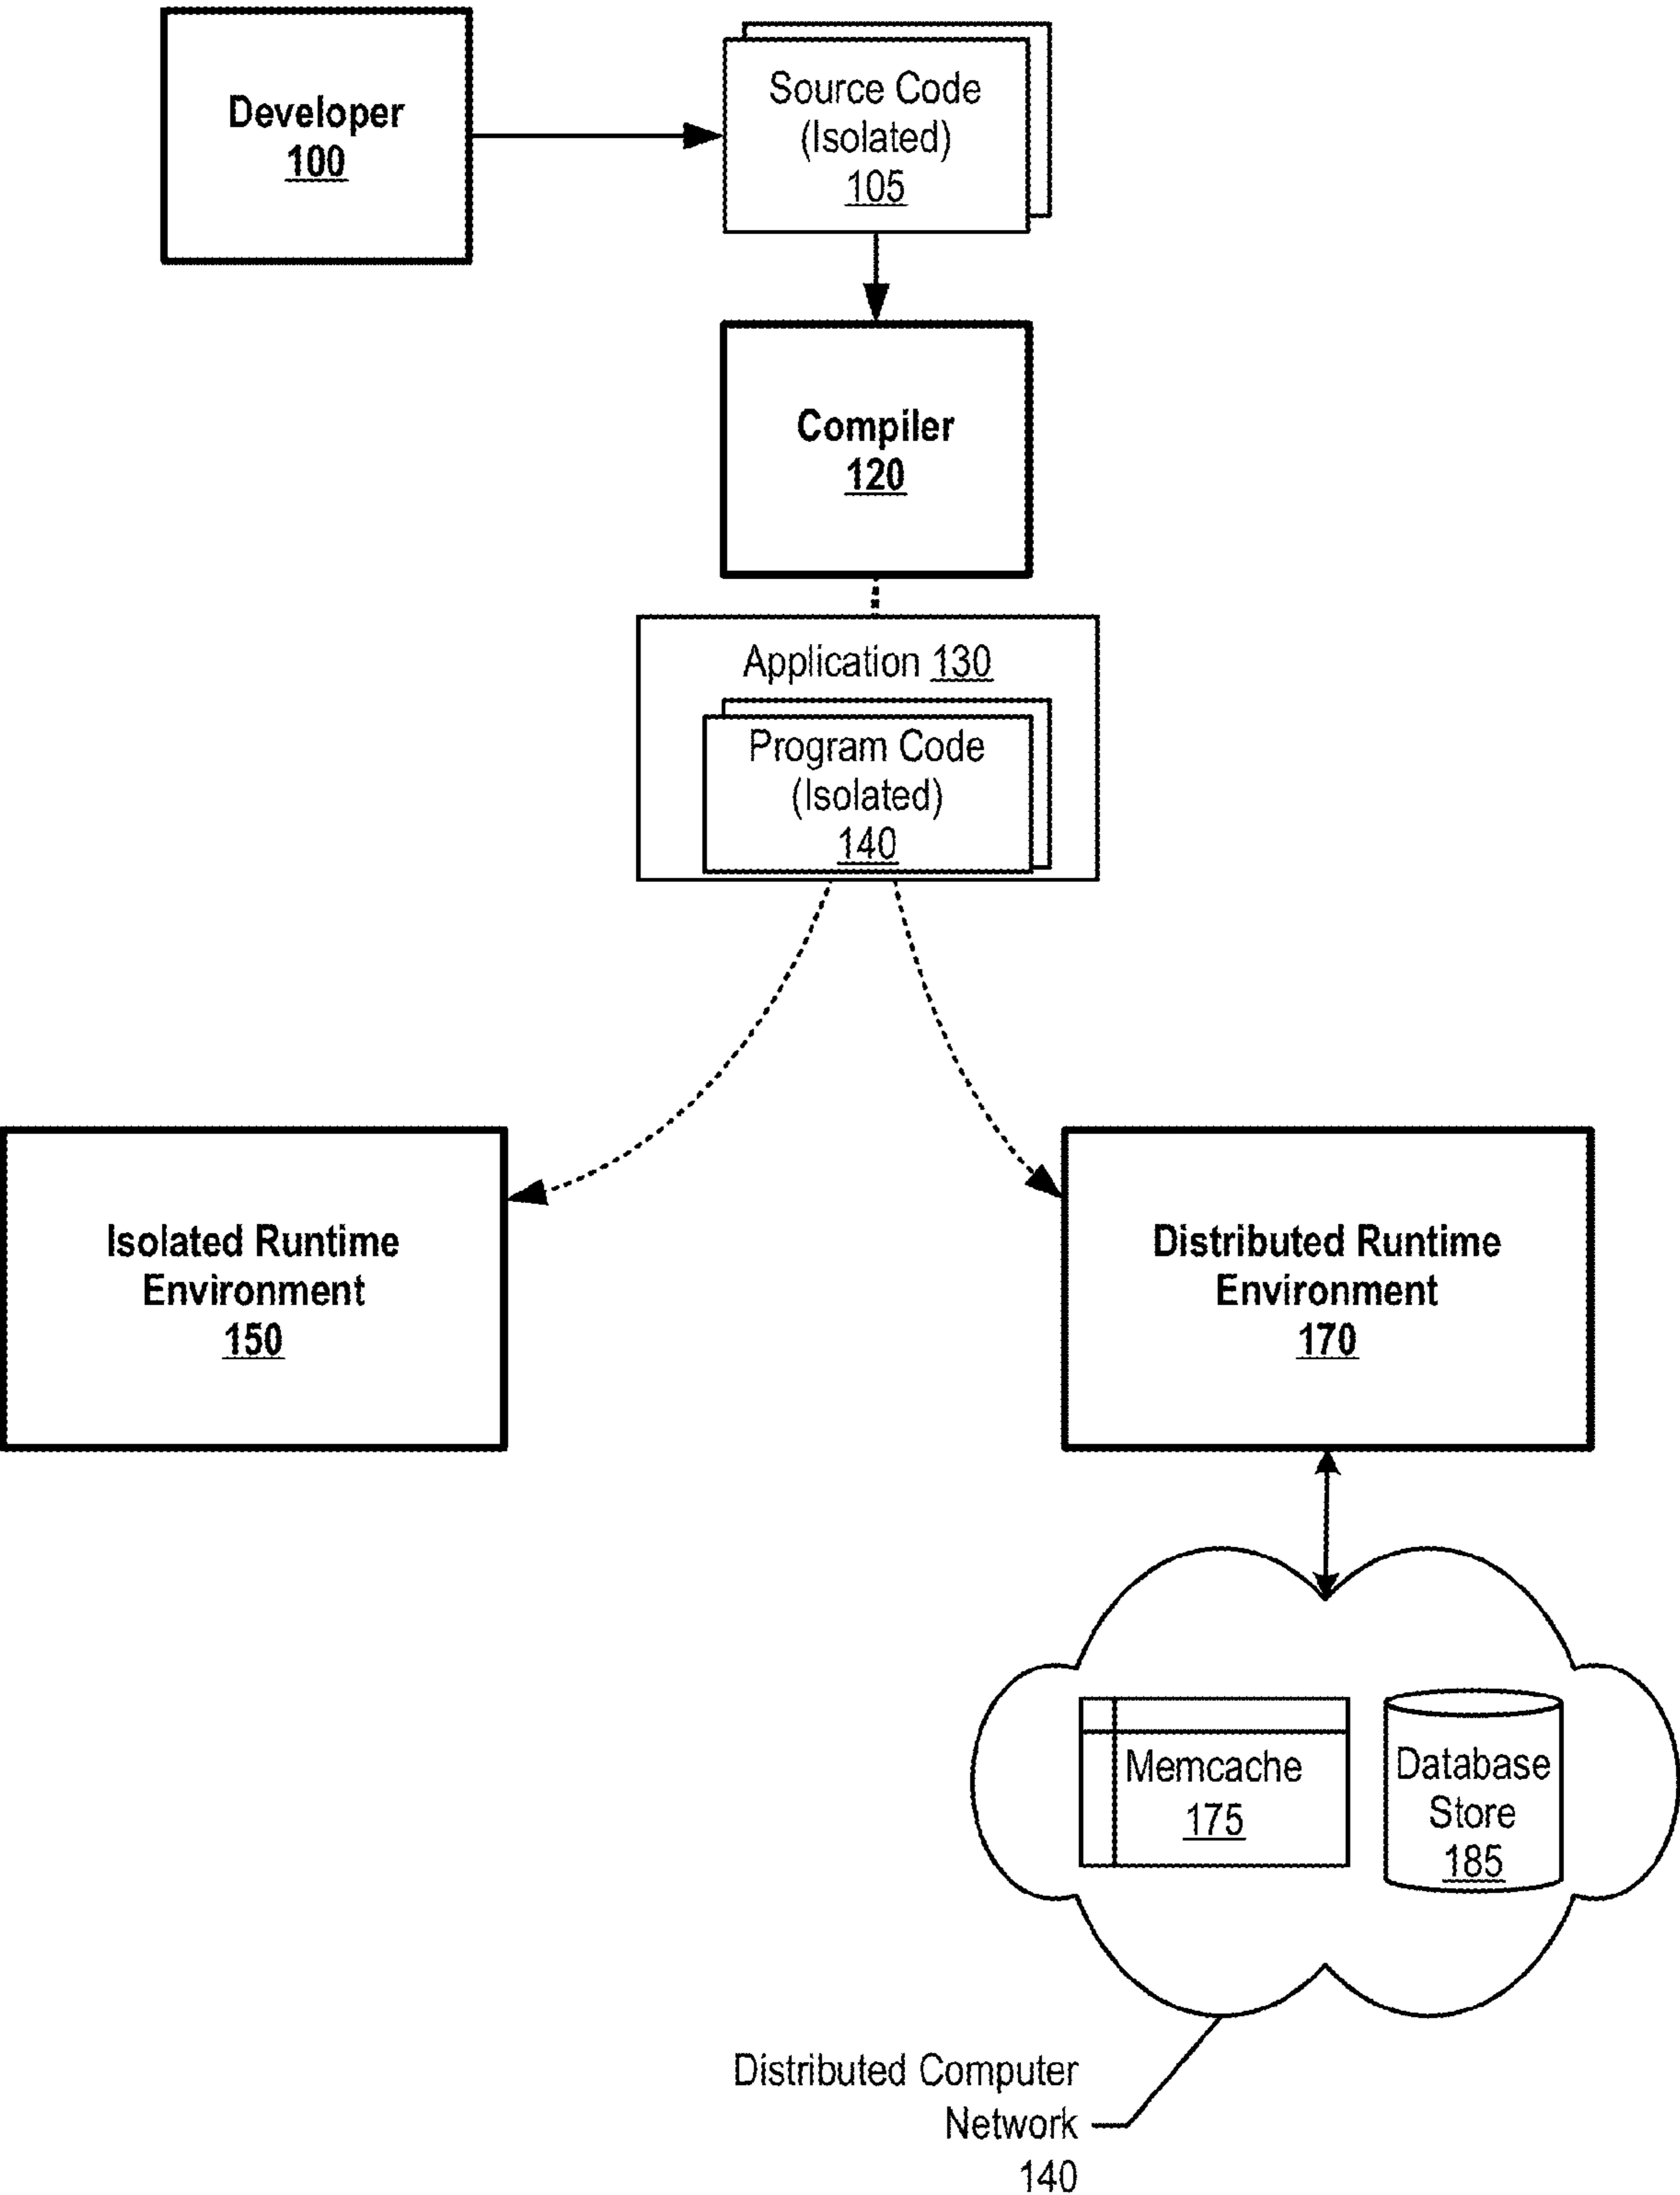 Developer
100
Source Code
(Isolated)
105
Compiler
120
Application 130
Program Code
(Isolated)
140
Isolated Runtime
Environment
150
Distributed Runtime
Environment
170
Memcache
175
Database
Store
185
Distributed Computer
Network
140